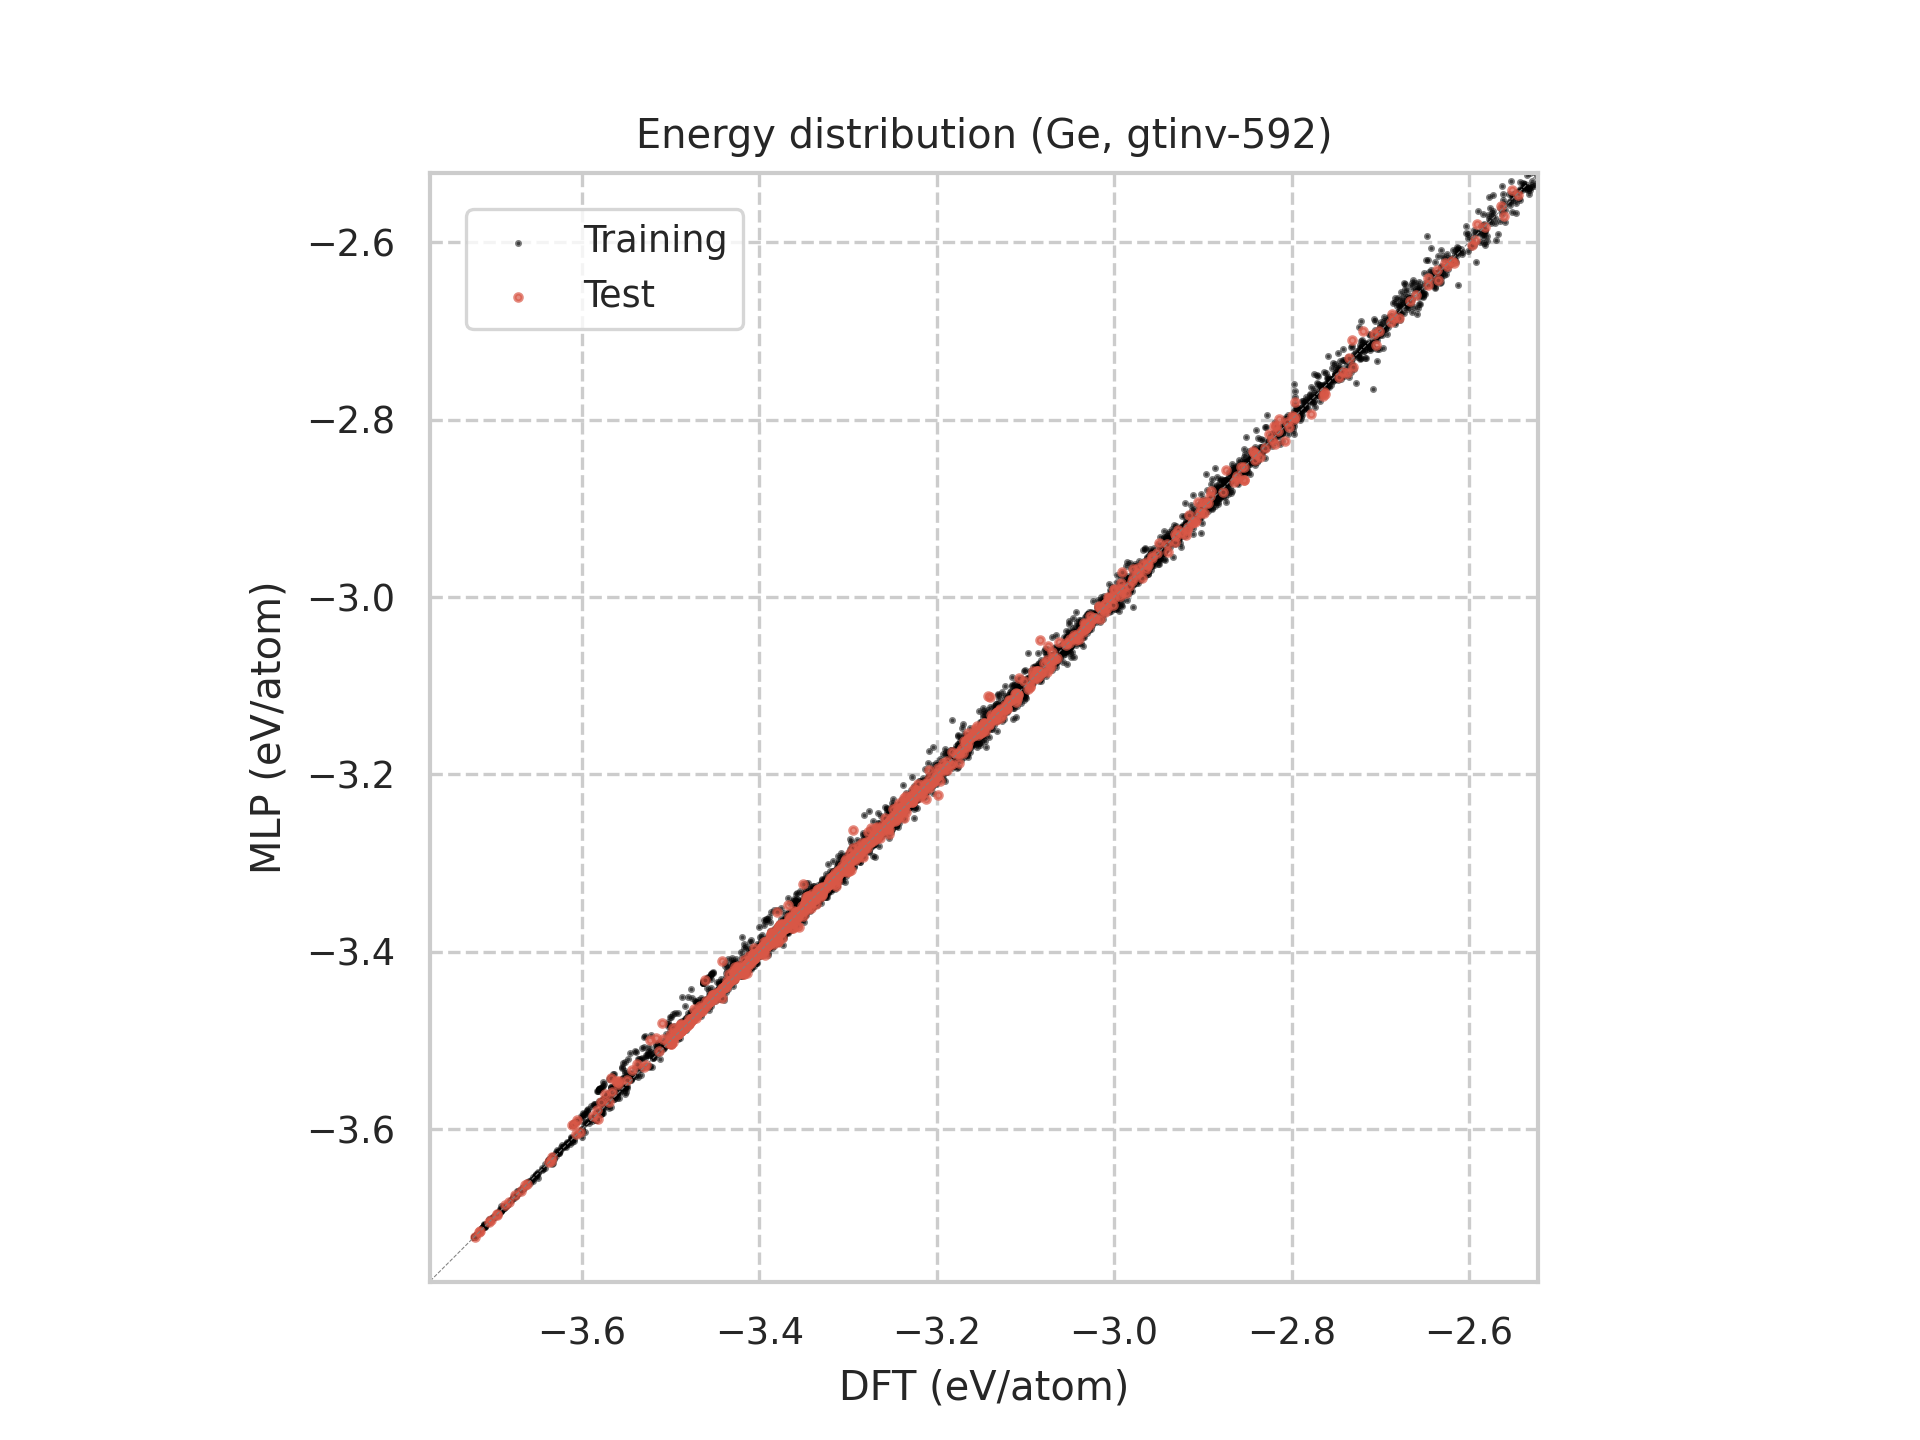 Energy distribution (Ge, gtinv-592)
Training
Test
−2.6
−2.8
−3.0
−3.2
−3.4
−3.6
MLP (eV/atom)
−3.6 −3.4 −3.2 −3.0 −2.8 −2.6
DFT (eV/atom)